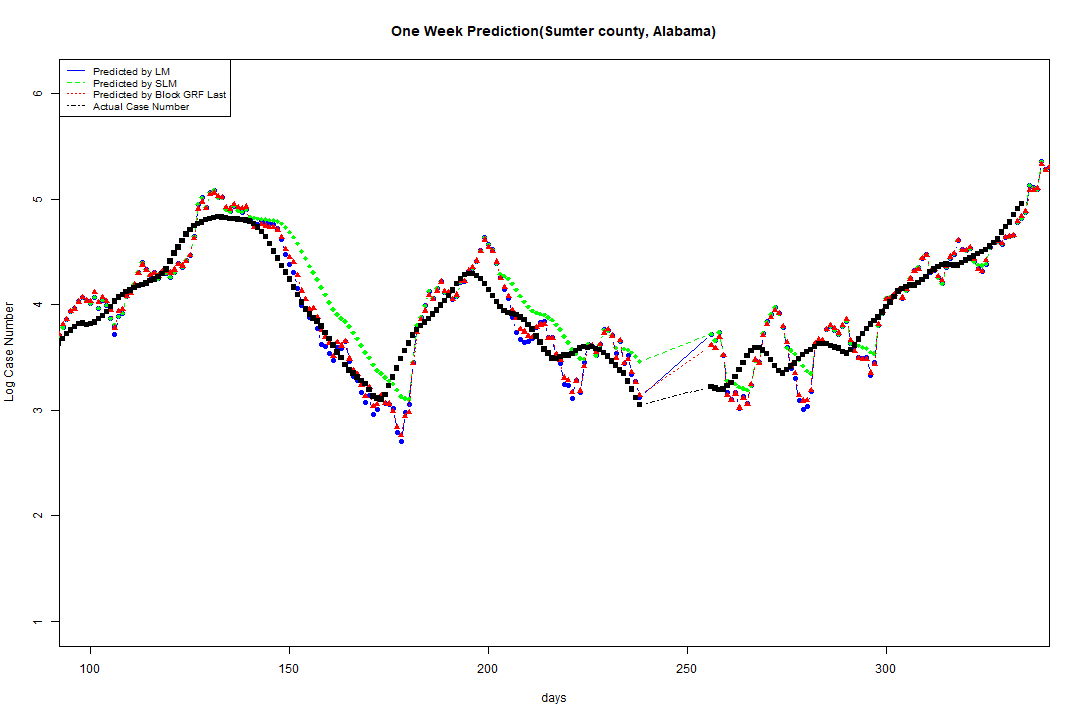 One Week Prediction(Sumter county, Alabama)
Predicted by LM
Predicted by SLM
Predicted by Block GRF Last
Actual Case Number
Log Case Number
6
5
4
3
2
1
100 150 200 250 300
days